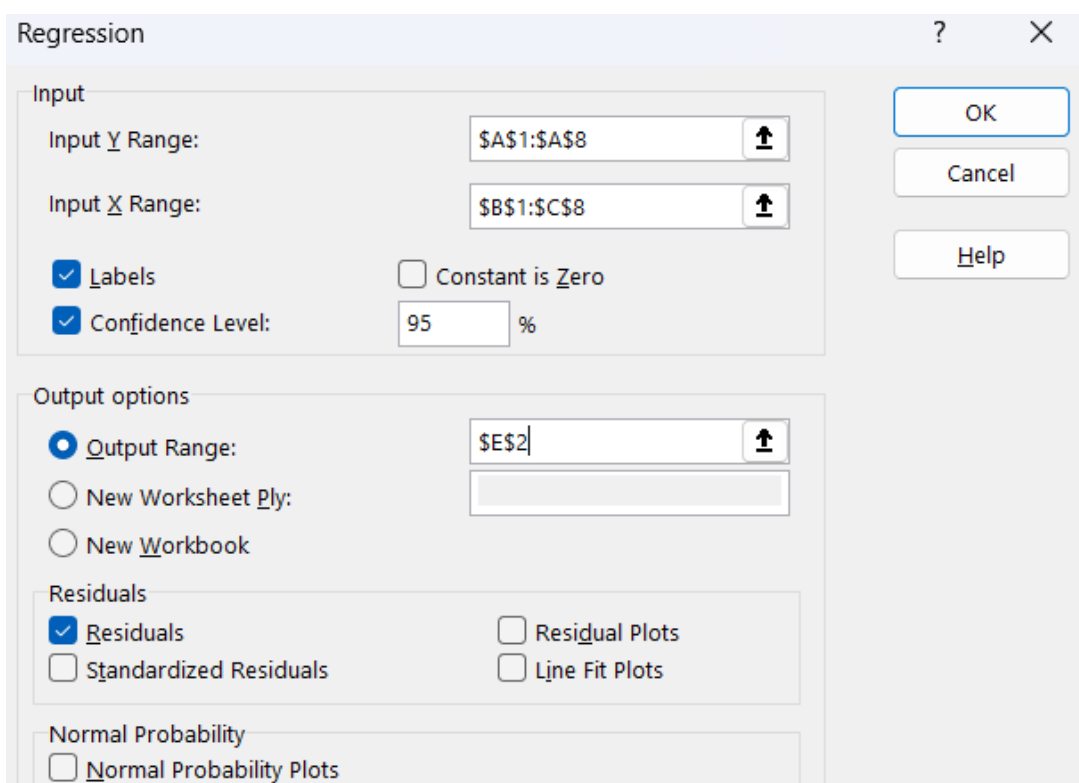 Regression ?
Input
Input Y Range: $A$1:$A$8
Input X Range: $B$1:$C$8
Labels Constant is Zero
Confidence Level: 95 %
OK
Cancel
Help
Output options
Output Range: $E$2
New Worksheet Ply:
New Workbook
Residuals
Residuals Residual Plots
Standardized Residuals Line Fit Plots
Normal Probability
Normal Probability Plots